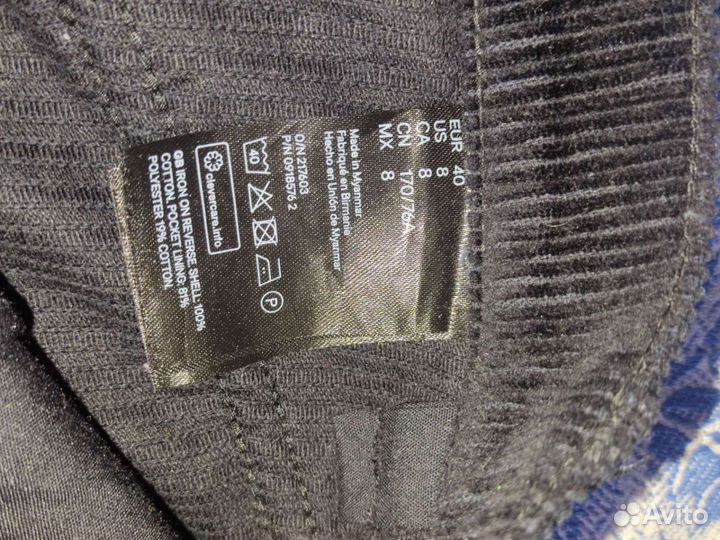 EUR 40
US 8
CA 8
CN 170/76A
MX 8
Made in Myanmar
Fabriqué en Birmanie
Hecho en Unión de Myanmar
O/N 217603
P/N 0918576 2
40
P
clevercare.info
GB IRON ON REVERSE SHELL: 100%
COTTON. POCKET LINING: 81%
POLYESTER 19% COTTON.
Avito